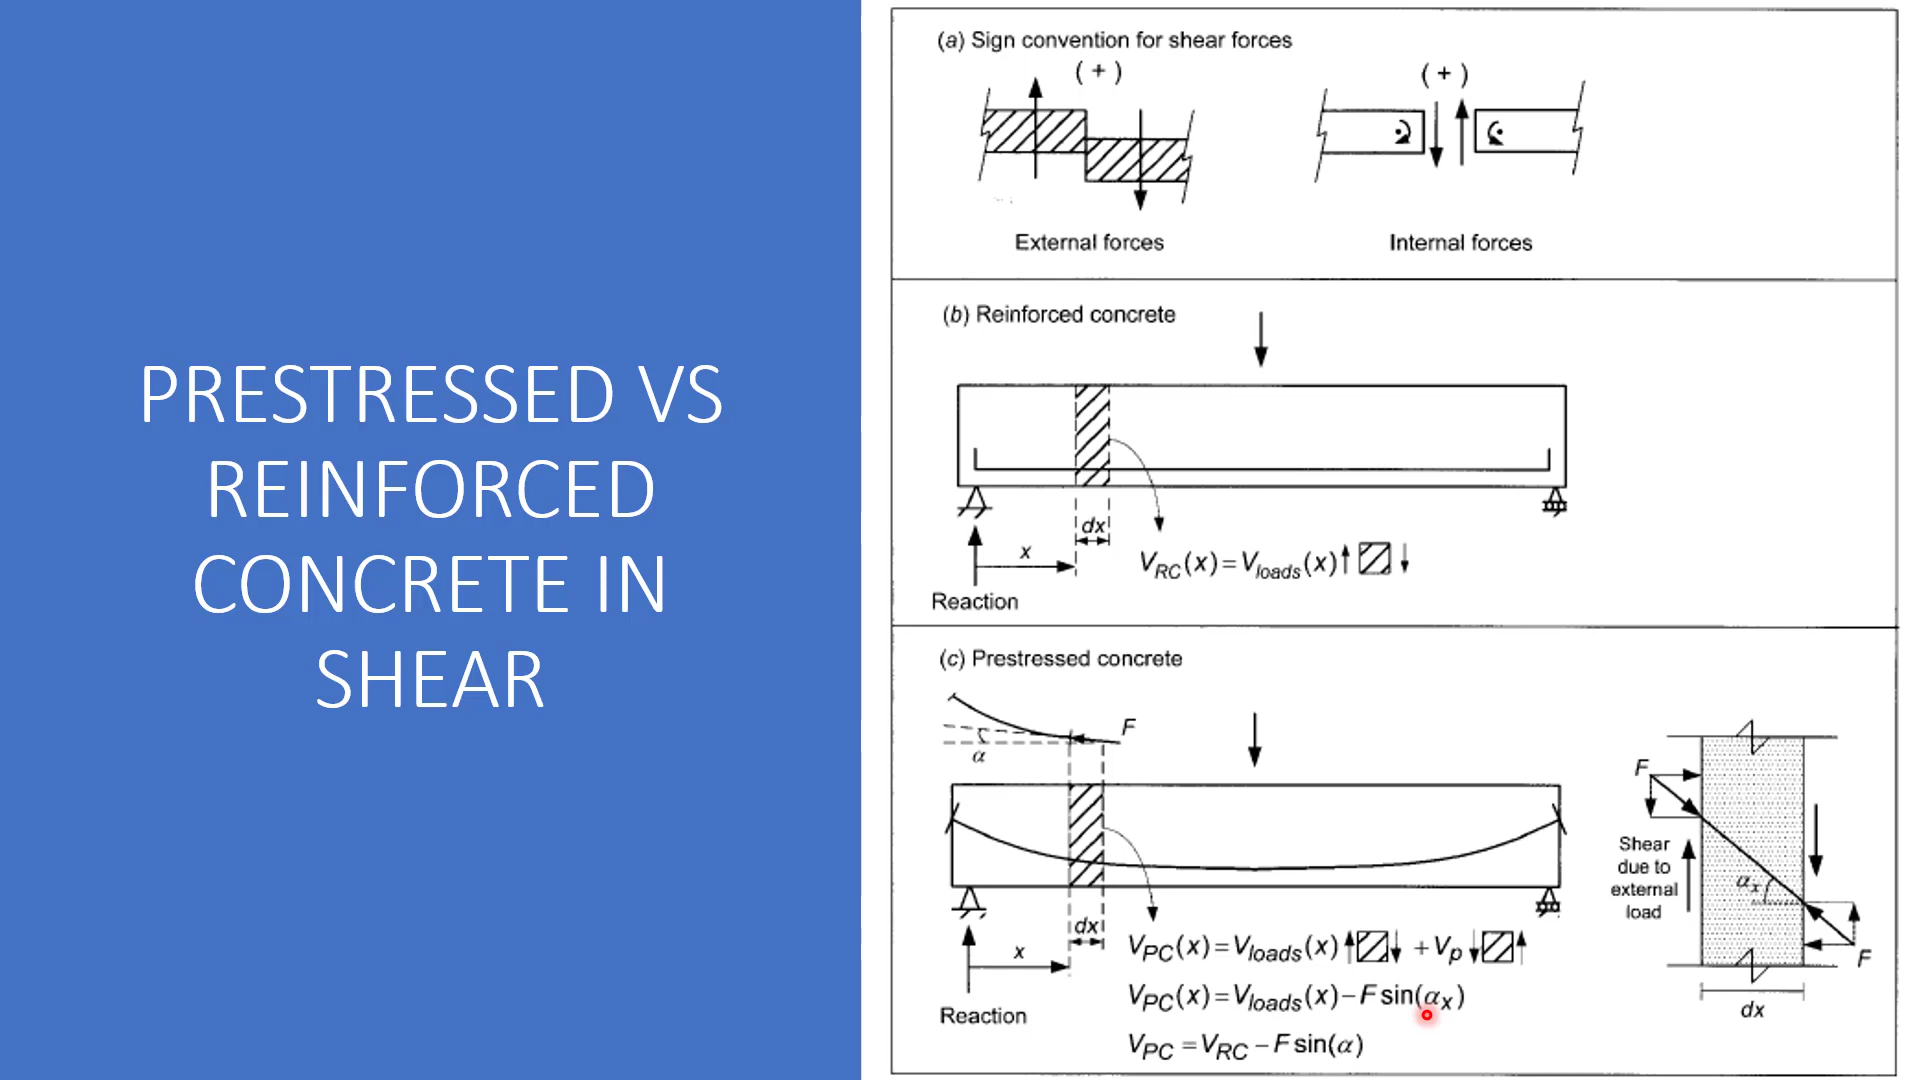 PRESTRESSED VS
REINFORCED
CONCRETE IN
SHEAR
(a) Sign convention for shear forces
(+)
(+)
External forces
Internal forces
(b) Reinforced concrete
dx
x
V_RC(x) = V_loads(x)
Reaction
(c) Prestressed concrete
F
α
dx
x
V_PC(x) = V_loads(x) + V_p
V_PC(x) = V_loads(x) − F sin(α_x)
V_PC = V_RC − F sin(α)
Reaction
F
Shear
due to
external
load
α_x
F
dx